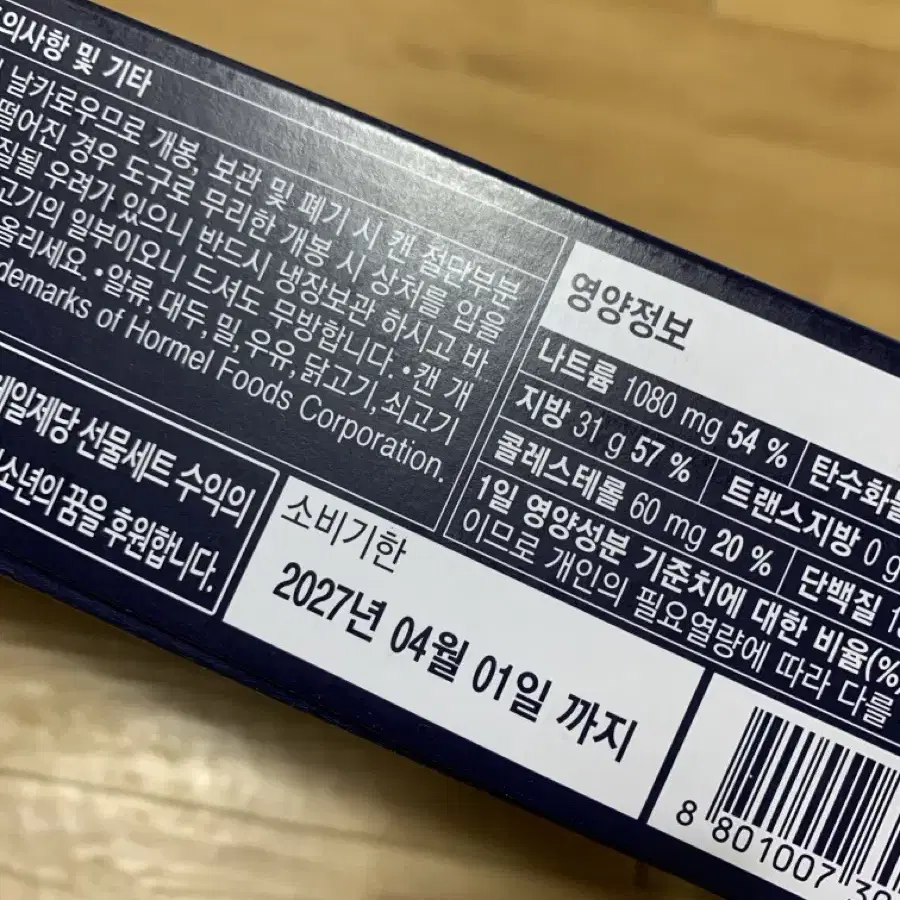 의사항 및 기타
날카로우므로 개봉, 보관 및 폐기 시 캔 절단부분
떨어진 경우 도구로 무리한 개봉 시 상처를 입을
질될 우려가 있으니 반드시 냉장보관 하시고 바
고기의 일부이오니 드셔도 무방합니다. •캔 개
올리세요. •알류, 대두, 밀, 우유, 닭고기, 쇠고기
demarks of Hormel Foods Corporation.
제일제당 선물세트 수익의
소년의 꿈을 후원합니다.
소비기한
2027년 04월 01일 까지
영양정보
나트륨 1080 mg 54 % 탄수화물
지방 31 g 57 % 트랜스지방 0 g
콜레스테롤 60 mg 20 % 단백질
1일 영양성분 기준치에 대한 비율(%)
이므로 개인의 필요열량에 따라 다를
8 801007 30